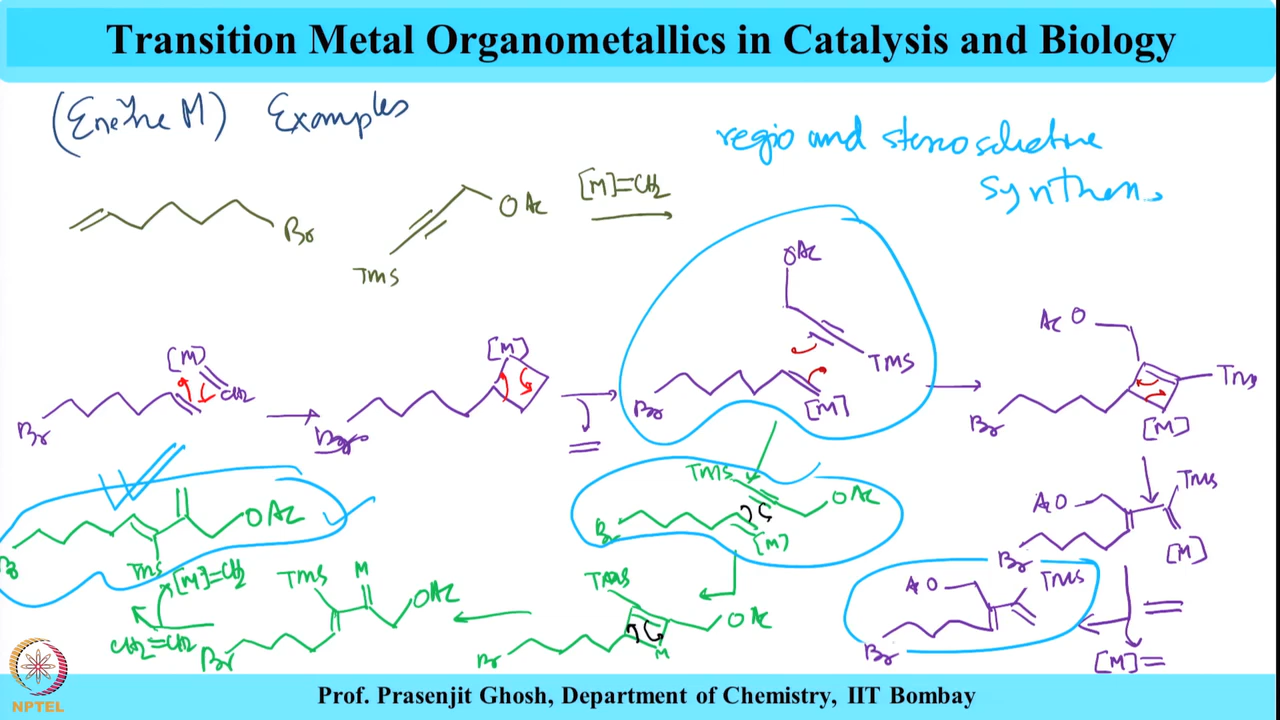 Transition Metal Organometallics in Catalysis and Biology
(Eneyne M) Examples
regio and stereoselective
synthesis
[M]=CH2
Br
OAc
TMS
[M]
CH2
Br
[M]
Br
OAc
TMS
Br
[M]
AcO
TMS
Br
[M]
TMS
OAc
Br
[M]
AcO
TMS
Br
[M]
OAc
TMS
Br
[M]=CH2
CH2=CH2
TMS
M
OAc
Br
TMS
OAc
Br
M
AcO
TMS
Br
[M]=
Prof. Prasenjit Ghosh, Department of Chemistry, IIT Bombay
NPTEL